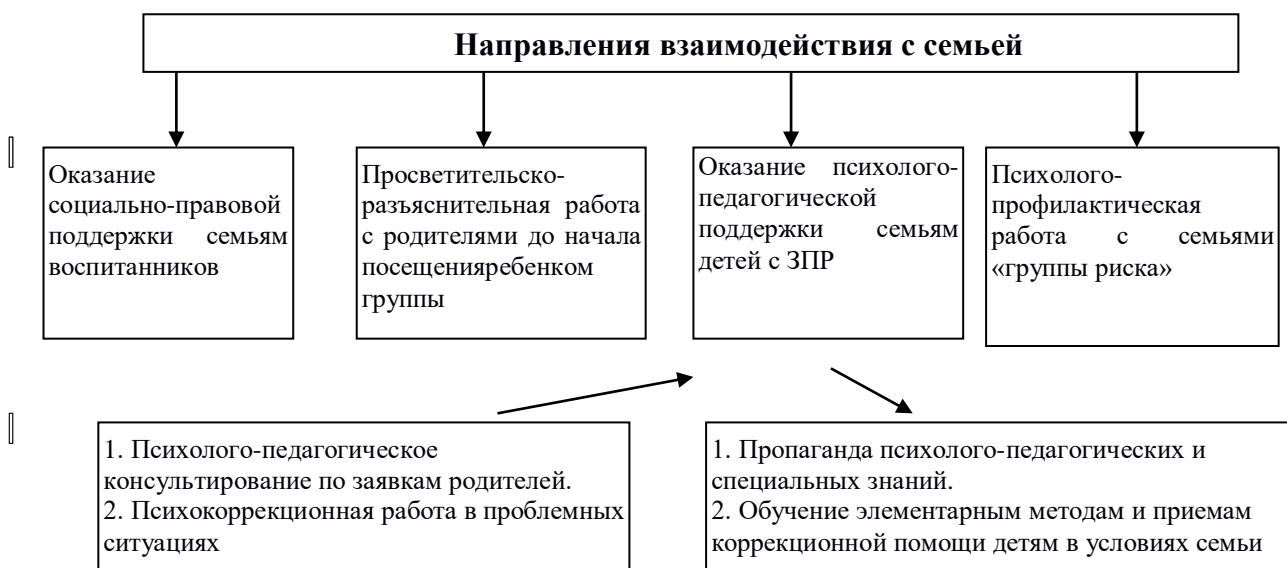 Направления взаимодействия с семьей
Оказание
социально-правовой
поддержки семьям
воспитанников
Просветительско-
разъяснительная работа
с родителями до начала
посещенияребенком
группы
Оказание психолого-
педагогической
поддержки семьям
детей с ЗПР
Психолого-
профилактическая
работа с семьями
«группы риска»
1. Психолого-педагогическое
консультирование по заявкам родителей.
2. Психокоррекционная работа в проблемных
ситуациях
1. Пропаганда психолого-педагогических и
специальных знаний.
2. Обучение элементарным методам и приемам
коррекционной помощи детям в условиях семьи